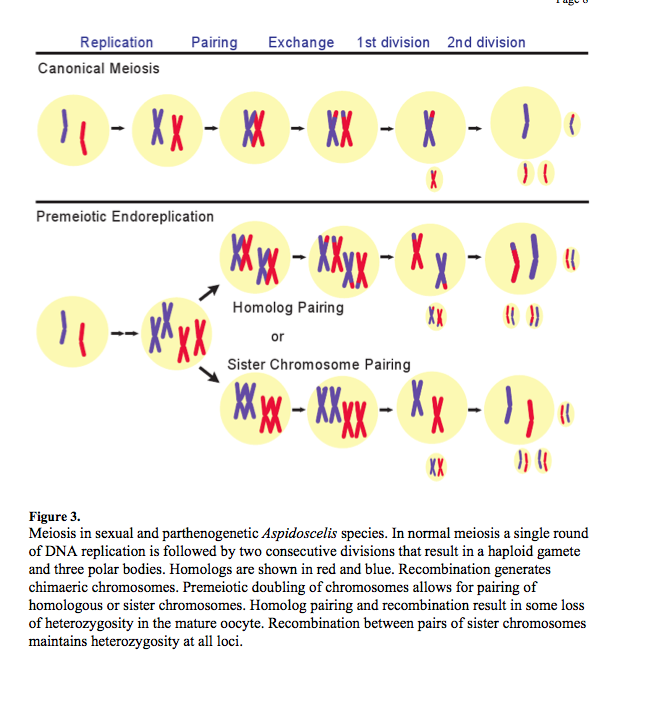 Page 8
Replication Pairing Exchange 1st division 2nd division
Canonical Meiosis
Premeiotic Endoreplication
Homolog Pairing
or
Sister Chromosome Pairing
Figure 3.
Meiosis in sexual and parthenogenetic Aspidoscelis species. In normal meiosis a single round
of DNA replication is followed by two consecutive divisions that result in a haploid gamete
and three polar bodies. Homologs are shown in red and blue. Recombination generates
chimaeric chromosomes. Premeiotic doubling of chromosomes allows for pairing of
homologous or sister chromosomes. Homolog pairing and recombination result in some loss
of heterozygosity in the mature oocyte. Recombination between pairs of sister chromosomes
maintains heterozygosity at all loci.